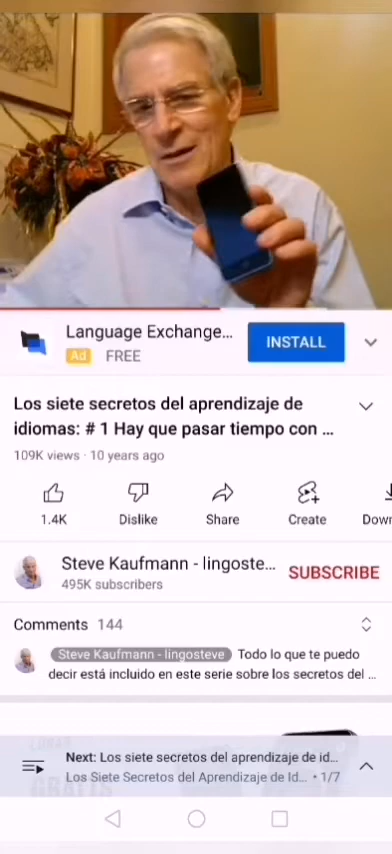 Language Exchange...
INSTALL
Ad FREE
Los siete secretos del aprendizaje de
idiomas: # 1 Hay que pasar tiempo con ...
109K views · 10 years ago
1.4K
Dislike
Share
Create
Down
Steve Kaufmann - lingoste...
SUBSCRIBE
495K subscribers
Comments 144
Steve Kaufmann - lingosteve Todo lo que te puedo
decir está incluido en este serie sobre los secretos del ...
Next: Los siete secretos del aprendizaje de id...
Los Siete Secretos del Aprendizaje de Id... • 1/7
GRATIS